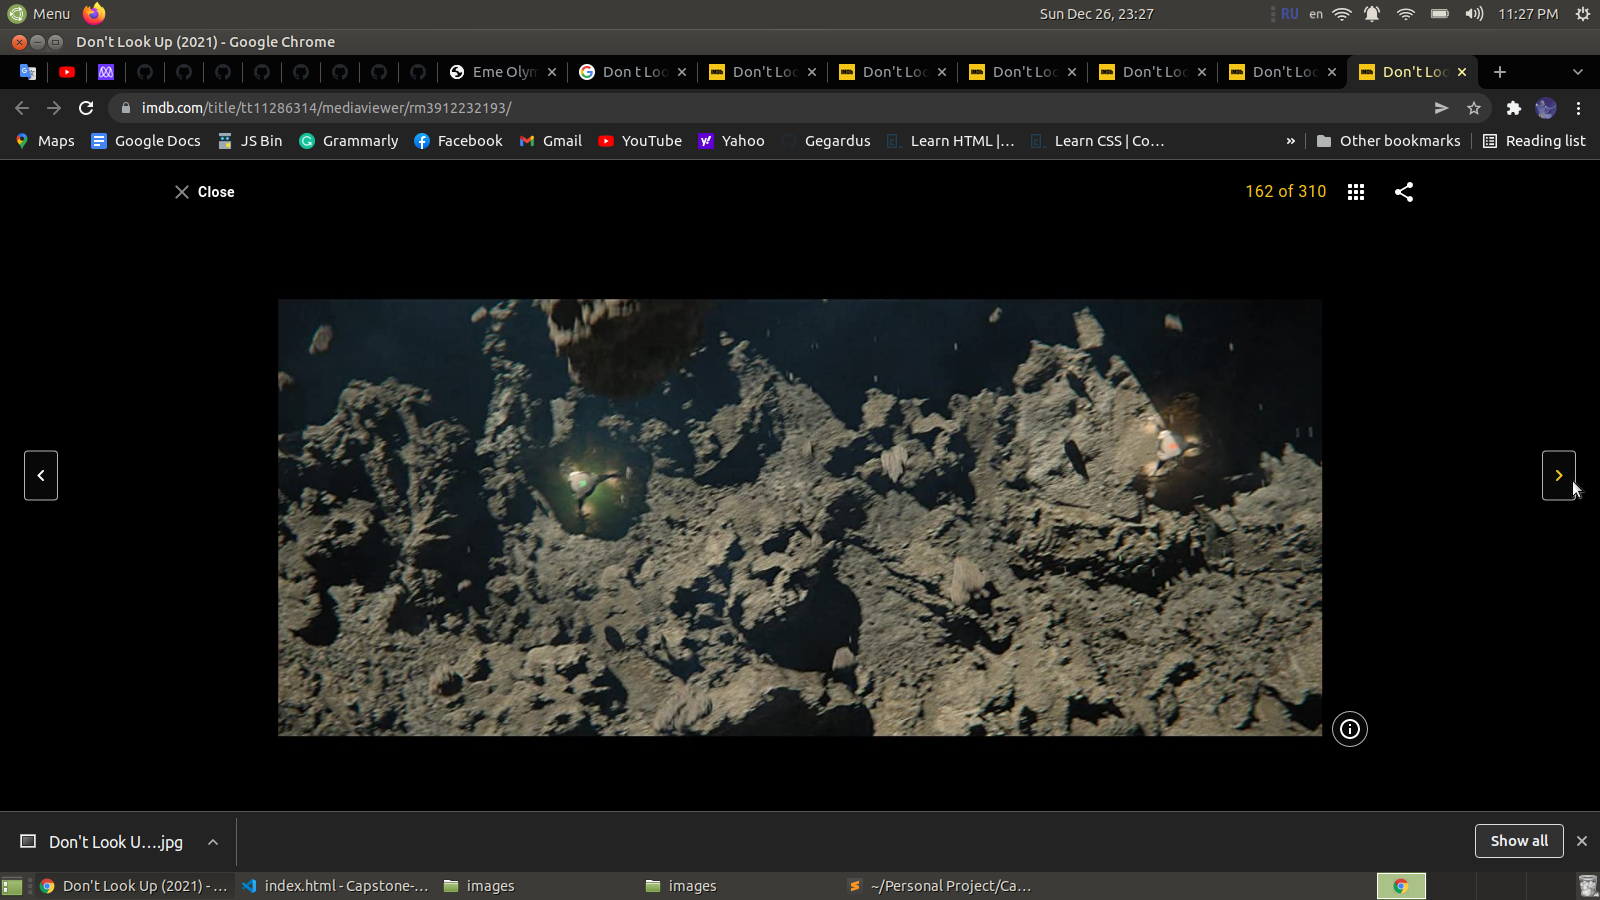 Menu
Sun Dec 26, 23:27
RU en 11:27 PM
Don't Look Up (2021) - Google Chrome
Eme Olym Don t Loo Don't Loo Don't Loo Don't Loo Don't Loo Don't Loo Don't Loo
imdb.com/title/tt11286314/mediaviewer/rm3912232193/
Maps Google Docs JS Bin Grammarly Facebook Gmail YouTube Yahoo Gegardus Learn HTML |... Learn CSS | Co... » Other bookmarks Reading list
Close 162 of 310
Don't Look U....jpg Show all
Don't Look Up (2021) - ... index.html - Capstone-... images images ~/Personal Project/Ca...